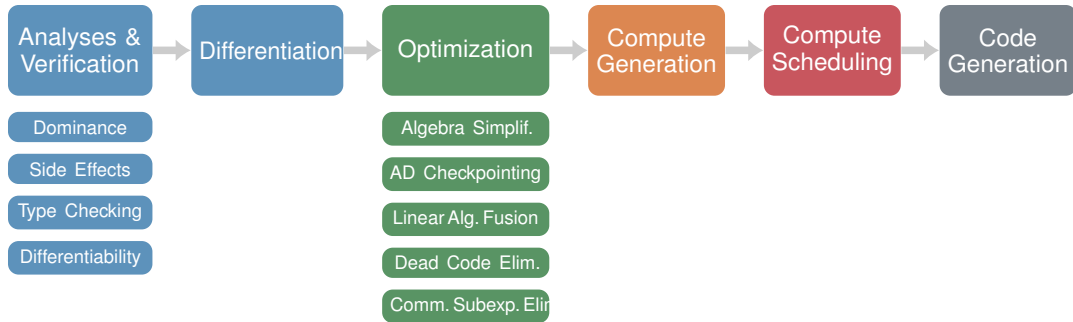 Analyses &
Verification
Differentiation
Optimization
Compute
Generation
Compute
Scheduling
Code
Generation
Dominance
Side Effects
Type Checking
Differentiability
Algebra Simplif.
AD Checkpointing
Linear Alg. Fusion
Dead Code Elim.
Comm. Subexp. Elim